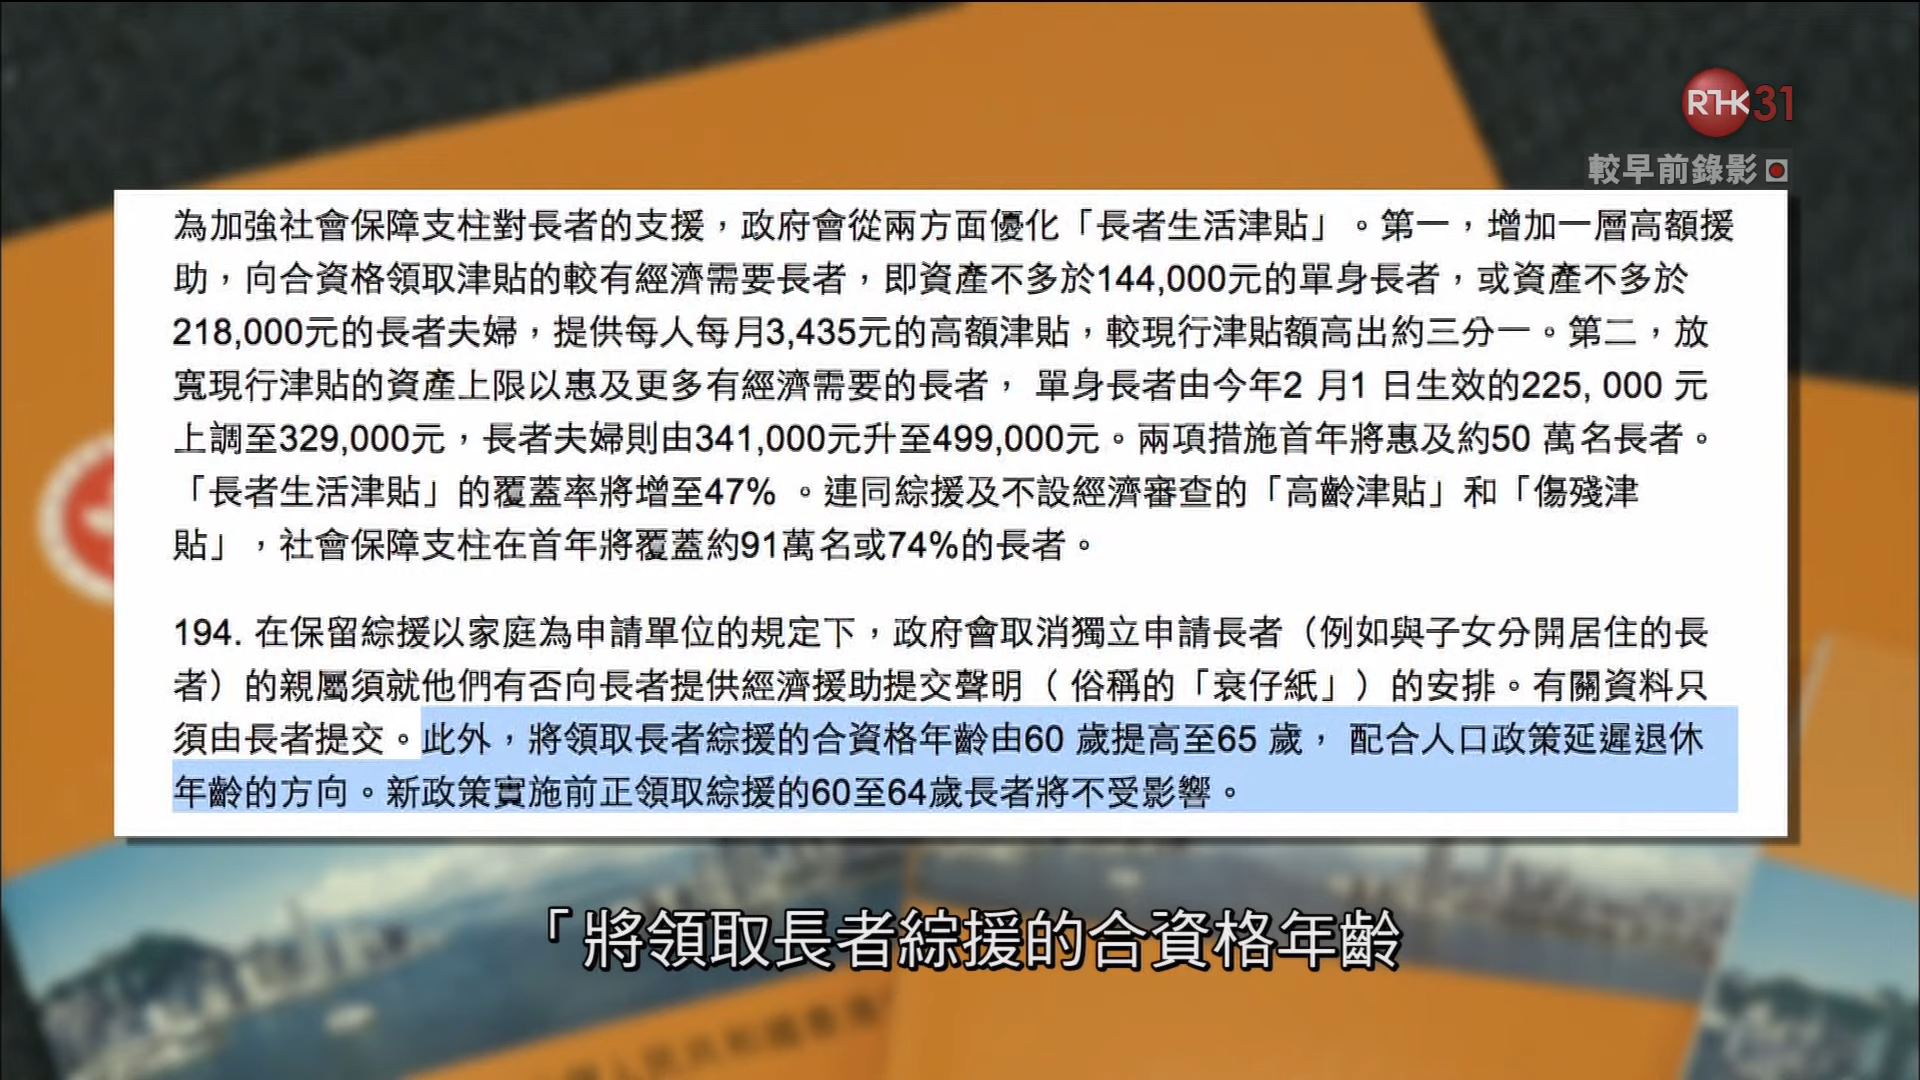 RTHK 31
較早前錄影
為加強社會保障支柱對長者的支援，政府會從兩方面優化「長者生活津貼」。第一，增加一層高額援
助，向合資格領取津貼的較有經濟需要長者，即資產不多於144,000元的單身長者，或資產不多於
218,000元的長者夫婦，提供每人每月3,435元的高額津貼，較現行津貼額高出約三分一。第二，放
寬現行津貼的資產上限以惠及更多有經濟需要的長者， 單身長者由今年2 月1 日生效的225, 000 元
上調至329,000元，長者夫婦則由341,000元升至499,000元。兩項措施首年將惠及約50 萬名長者。
「長者生活津貼」的覆蓋率將增至47% 。連同綜援及不設經濟審查的「高齡津貼」和「傷殘津
貼」，社會保障支柱在首年將覆蓋約91萬名或74%的長者。
194. 在保留綜援以家庭為申請單位的規定下，政府會取消獨立申請長者（例如與子女分開居住的長
者）的親屬須就他們有否向長者提供經濟援助提交聲明（ 俗稱的「衰仔紙」）的安排。有關資料只
須由長者提交。此外，將領取長者綜援的合資格年齡由60 歲提高至65 歲， 配合人口政策延遲退休
年齡的方向。新政策實施前正領取綜援的60至64歲長者將不受影響。
「將領取長者綜援的合資格年齡
人民共和國香港